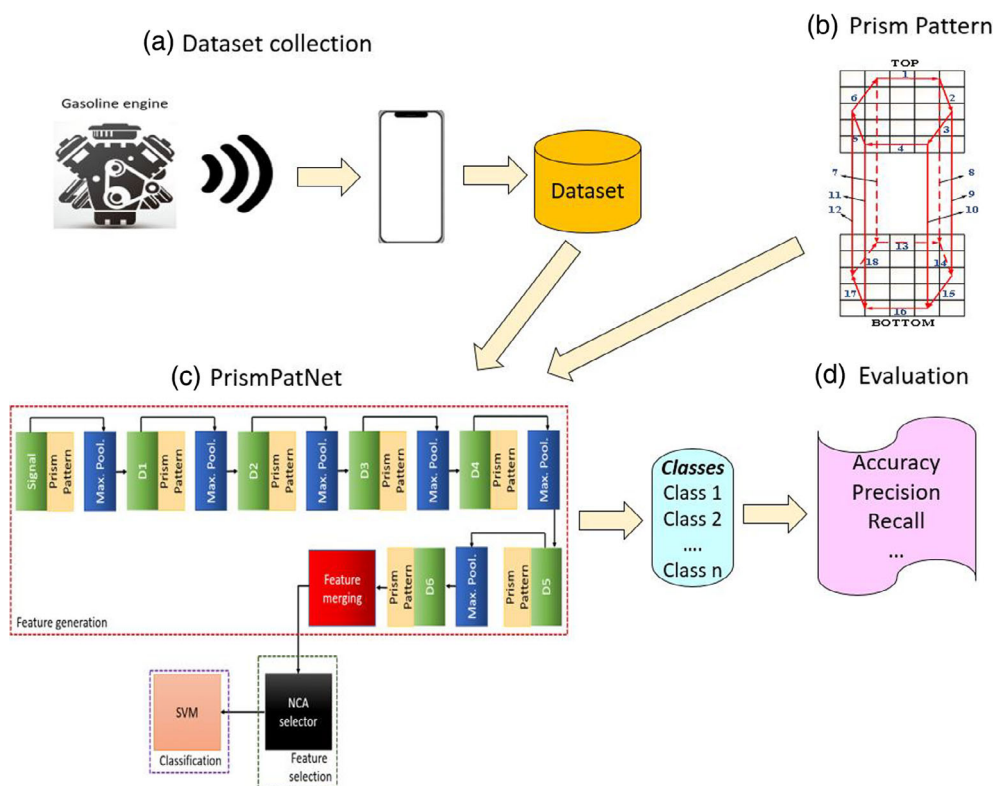 (a) Dataset collection
Gasoline engine
Dataset
(b) Prism Pattern
TOP
1
6
2
3
5
4
7
8
11
9
12
10
13
18
14
17
15
16
BOTTOM
(c) PrismPatNet
Signal
Prism
Pattern
Max. Pool.
D1
Prism
Pattern
Max. Pool.
D2
Prism
Pattern
Max. Pool.
D3
Prism
Pattern
Max. Pool.
D4
Prism
Pattern
Max. Pool.
Prism
Pattern
D5
Max. Pool.
Prism
Pattern
D6
Feature
merging
Feature generation
NCA
selector
Feature
selection
SVM
Classification
Classes
Class 1
Class 2
....
Class n
(d) Evaluation
Accuracy
Precision
Recall
...